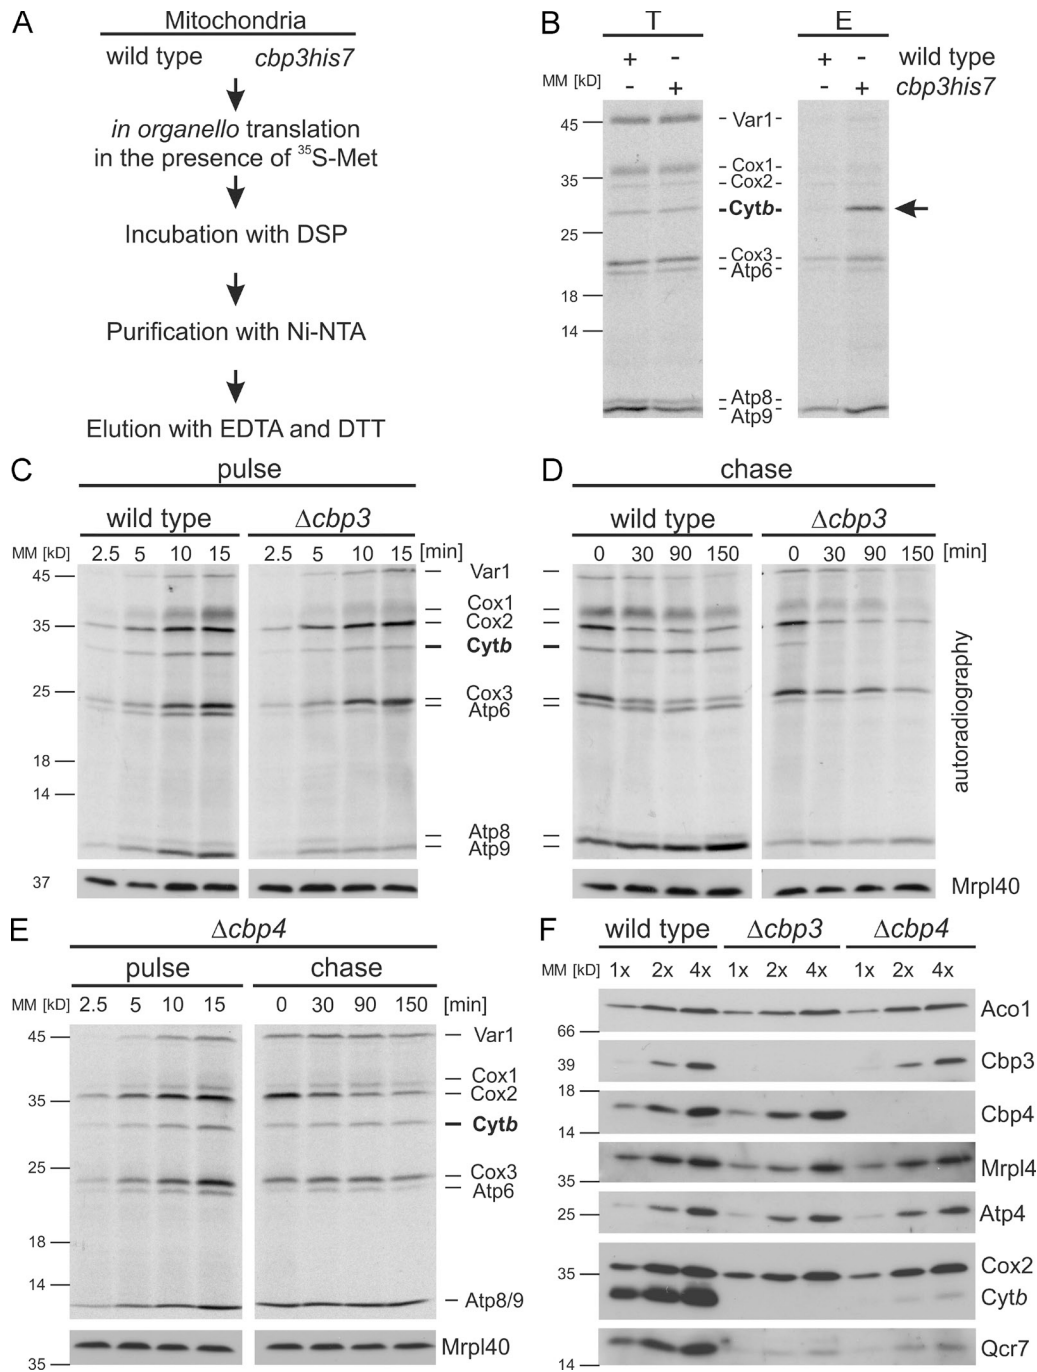 A
Mitochondria
wild type cbp3his7
in organello translation
in the presence of ³⁵S-Met
Incubation with DSP
Purification with Ni-NTA
Elution with EDTA and DTT
B
T E
+ - + - wild type
- + - + cbp3his7
MM [kD]
45
35
25
18
14
Var1
Cox1
Cox2
Cytb
Cox3
Atp6
Atp8
Atp9
C
pulse
wild type Δcbp3
MM [kD] 2.5 5 10 15 2.5 5 10 15 [min]
45
35
25
18
14
37
Var1
Cox1
Cox2
Cytb
Cox3
Atp6
Atp8
Atp9
D
chase
wild type Δcbp3
0 30 90 150 0 30 90 150 [min]
autoradiography
Mrpl40
E
Δcbp4
pulse chase
MM [kD] 2.5 5 10 15 0 30 90 150 [min]
45
35
25
18
14
35
Var1
Cox1
Cox2
Cytb
Cox3
Atp6
Atp8/9
Mrpl40
F
wild type Δcbp3 Δcbp4
MM [kD] 1x 2x 4x 1x 2x 4x 1x 2x 4x
66
39
18
14
35
25
35
14
Aco1
Cbp3
Cbp4
Mrpl4
Atp4
Cox2
Cytb
Qcr7